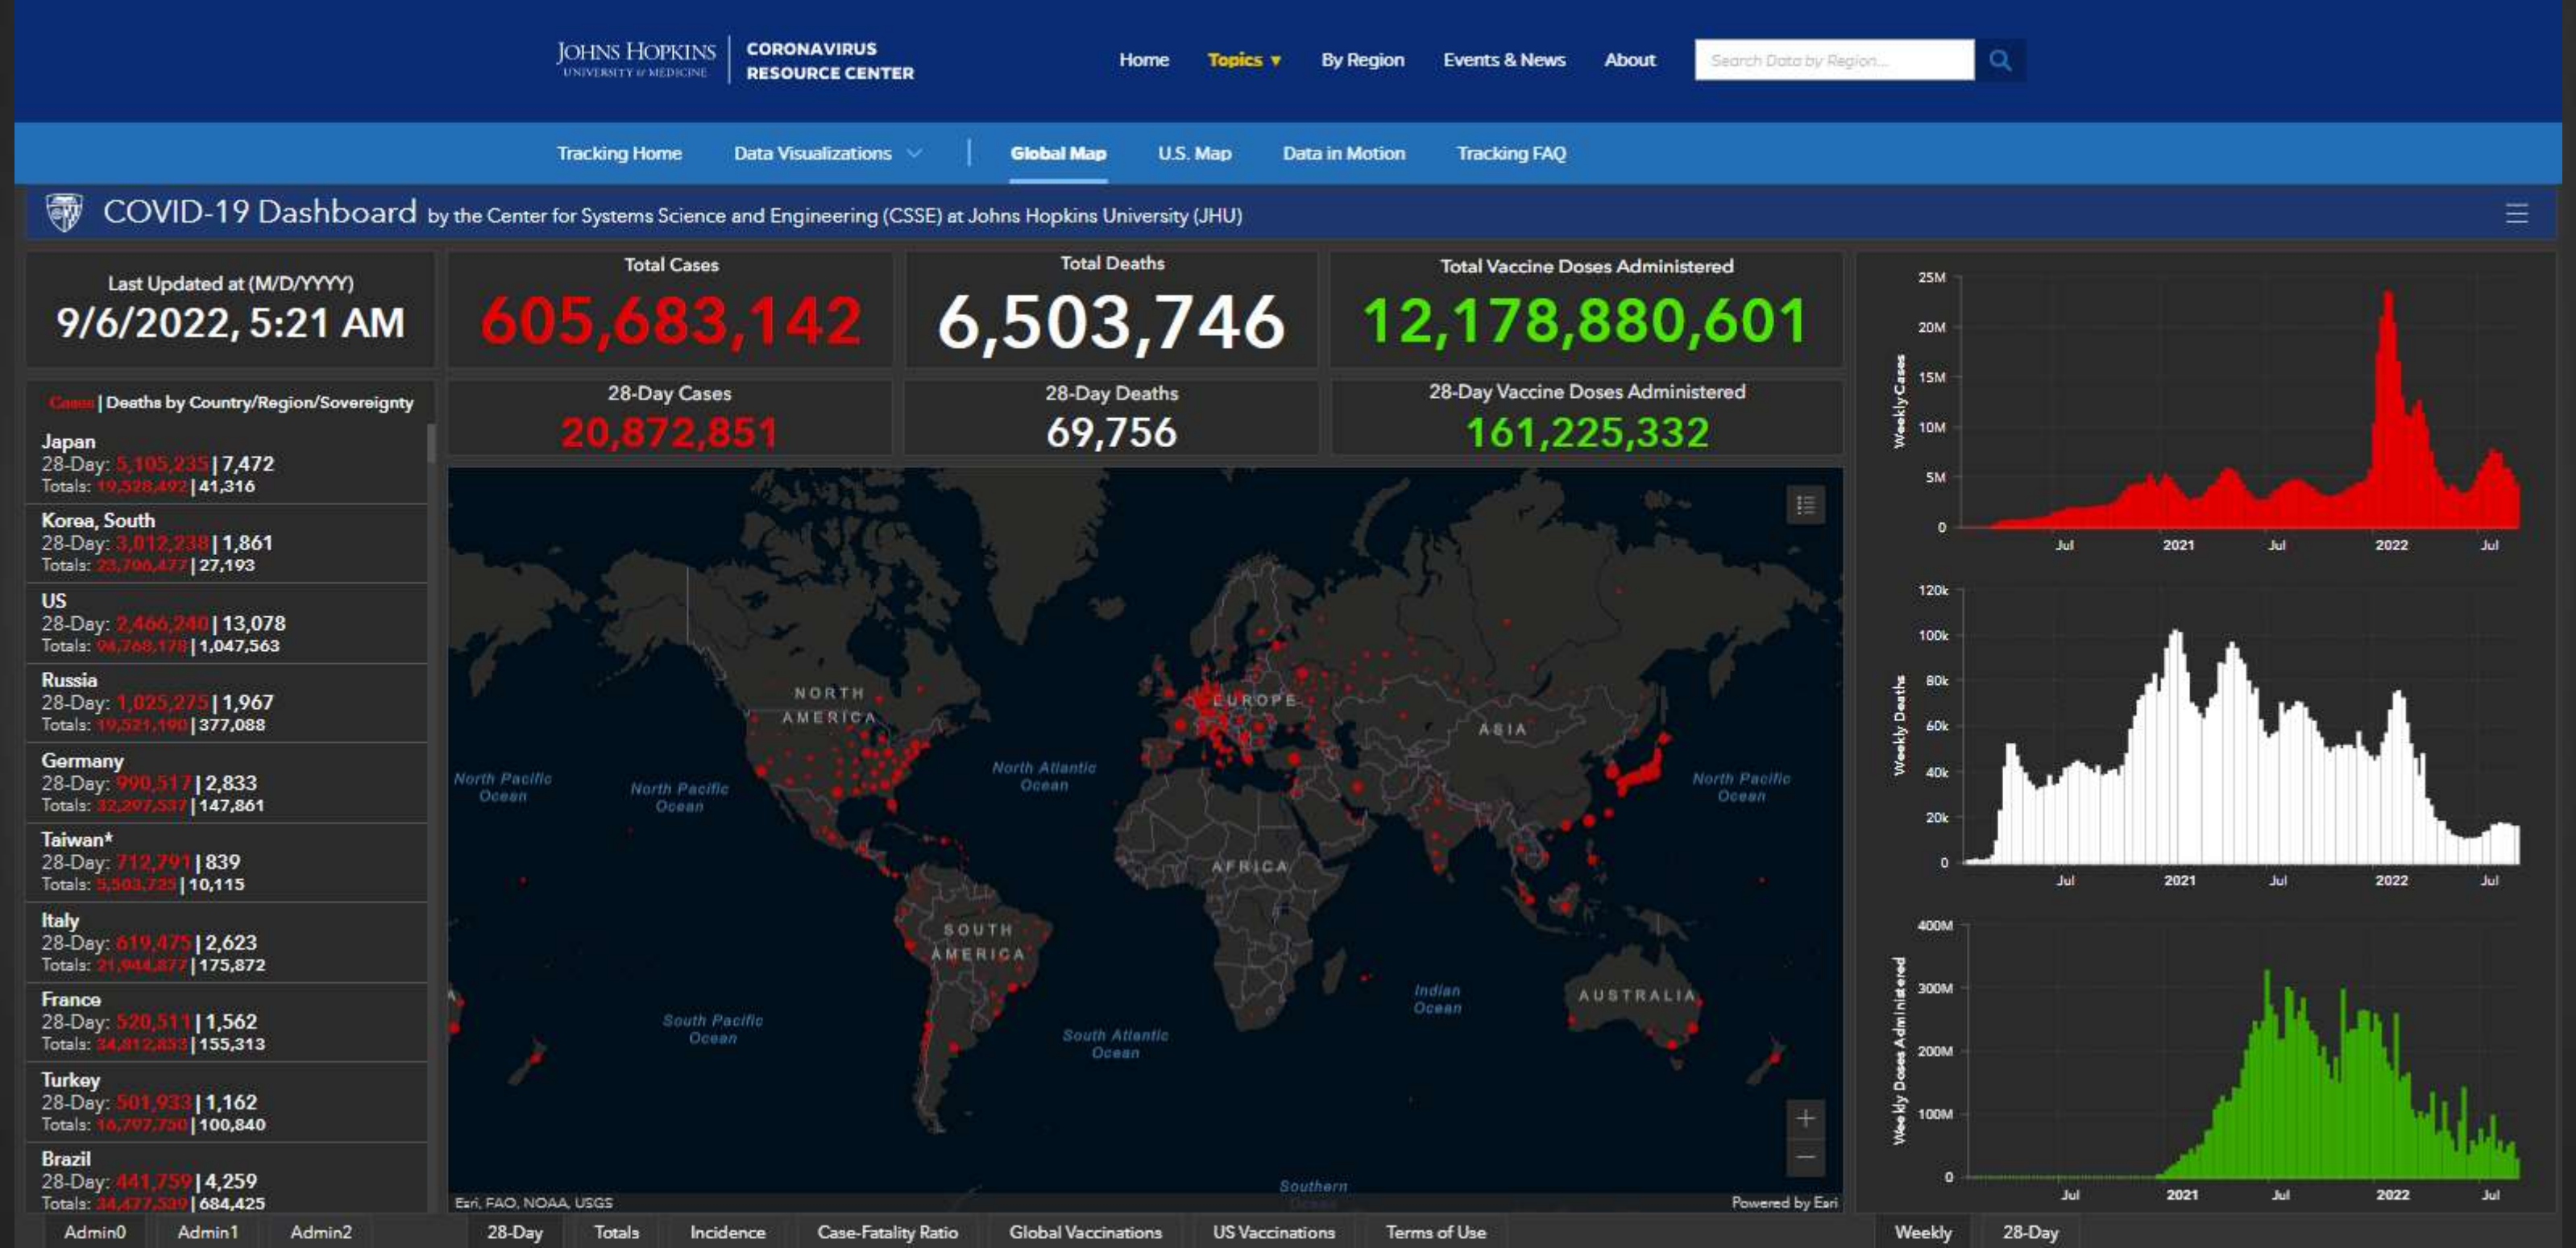 JOHNS HOPKINS
UNIVERSITY & MEDICINE
CORONAVIRUS
RESOURCE CENTER
Home
Topics ▼
By Region
Events & News
About
Search Data by Region...
Tracking Home
Data Visualizations
Global Map
U.S. Map
Data in Motion
Tracking FAQ
COVID-19 Dashboard by the Center for Systems Science and Engineering (CSSE) at Johns Hopkins University (JHU)
Last Updated at (M/D/YYYY)
9/6/2022, 5:21 AM
Total Cases
605,683,142
Total Deaths
6,503,746
Total Vaccine Doses Administered
12,178,880,601
28-Day Cases
20,872,851
28-Day Deaths
69,756
28-Day Vaccine Doses Administered
161,225,332
Cases | Deaths by Country/Region/Sovereignty
Japan
28-Day: 5,105,235 | 7,472
Totals: 19,528,492 | 41,316
Korea, South
28-Day: 3,012,238 | 1,861
Totals: 23,706,477 | 27,193
US
28-Day: 2,466,240 | 13,078
Totals: 94,768,178 | 1,047,563
Russia
28-Day: 1,025,275 | 1,967
Totals: 19,521,190 | 377,088
Germany
28-Day: 990,517 | 2,833
Totals: 32,297,537 | 147,861
Taiwan*
28-Day: 712,791 | 839
Totals: 5,503,725 | 10,115
Italy
28-Day: 619,475 | 2,623
Totals: 21,944,877 | 175,872
France
28-Day: 520,511 | 1,562
Totals: 34,812,833 | 155,313
Turkey
28-Day: 501,933 | 1,162
Totals: 16,797,750 | 100,840
Brazil
28-Day: 441,759 | 4,259
Totals: 34,477,539 | 684,425
Admin0
Admin1
Admin2
NORTH
AMERICA
EUROPE
ASIA
North Pacific
Ocean
North Pacific
Ocean
North Atlantic
Ocean
North Pacific
Ocean
AFRICA
SOUTH
AMERICA
AUSTRALIA
Indian
Ocean
South Pacific
Ocean
South Atlantic
Ocean
A
Southern
Esri, FAO, NOAA, USGS
Powered by Esri
28-Day
Totals
Incidence
Case-Fatality Ratio
Global Vaccinations
US Vaccinations
Terms of Use
Weekly Cases
25M
20M
15M
10M
5M
0
Jul
2021
Jul
2022
Jul
Weekly Deaths
120k
100k
80k
60k
40k
20k
0
Jul
2021
Jul
2022
Jul
Weekly Doses Administered
400M
300M
200M
100M
0
Jul
2021
Jul
2022
Jul
Weekly
28-Day